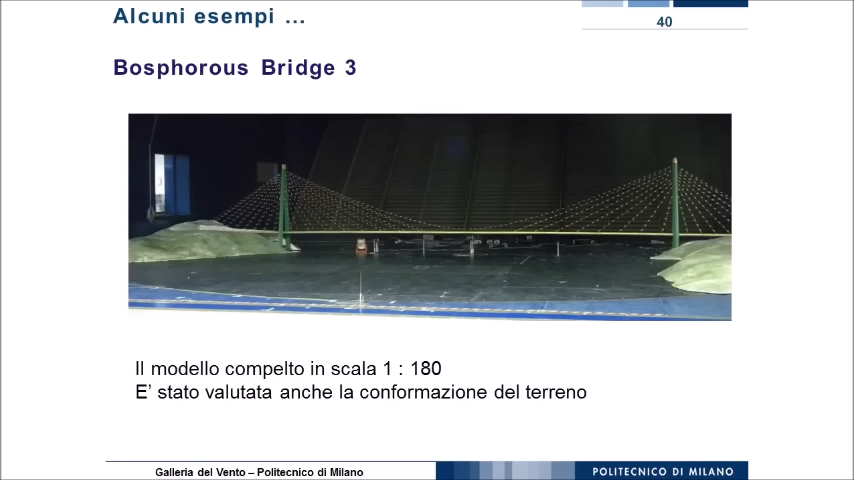 Alcuni esempi ...
40
Bosphorous Bridge 3
Il modello compelto in scala 1 : 180
E' stato valutata anche la conformazione del terreno
Galleria del Vento – Politecnico di Milano
POLITECNICO DI MILANO